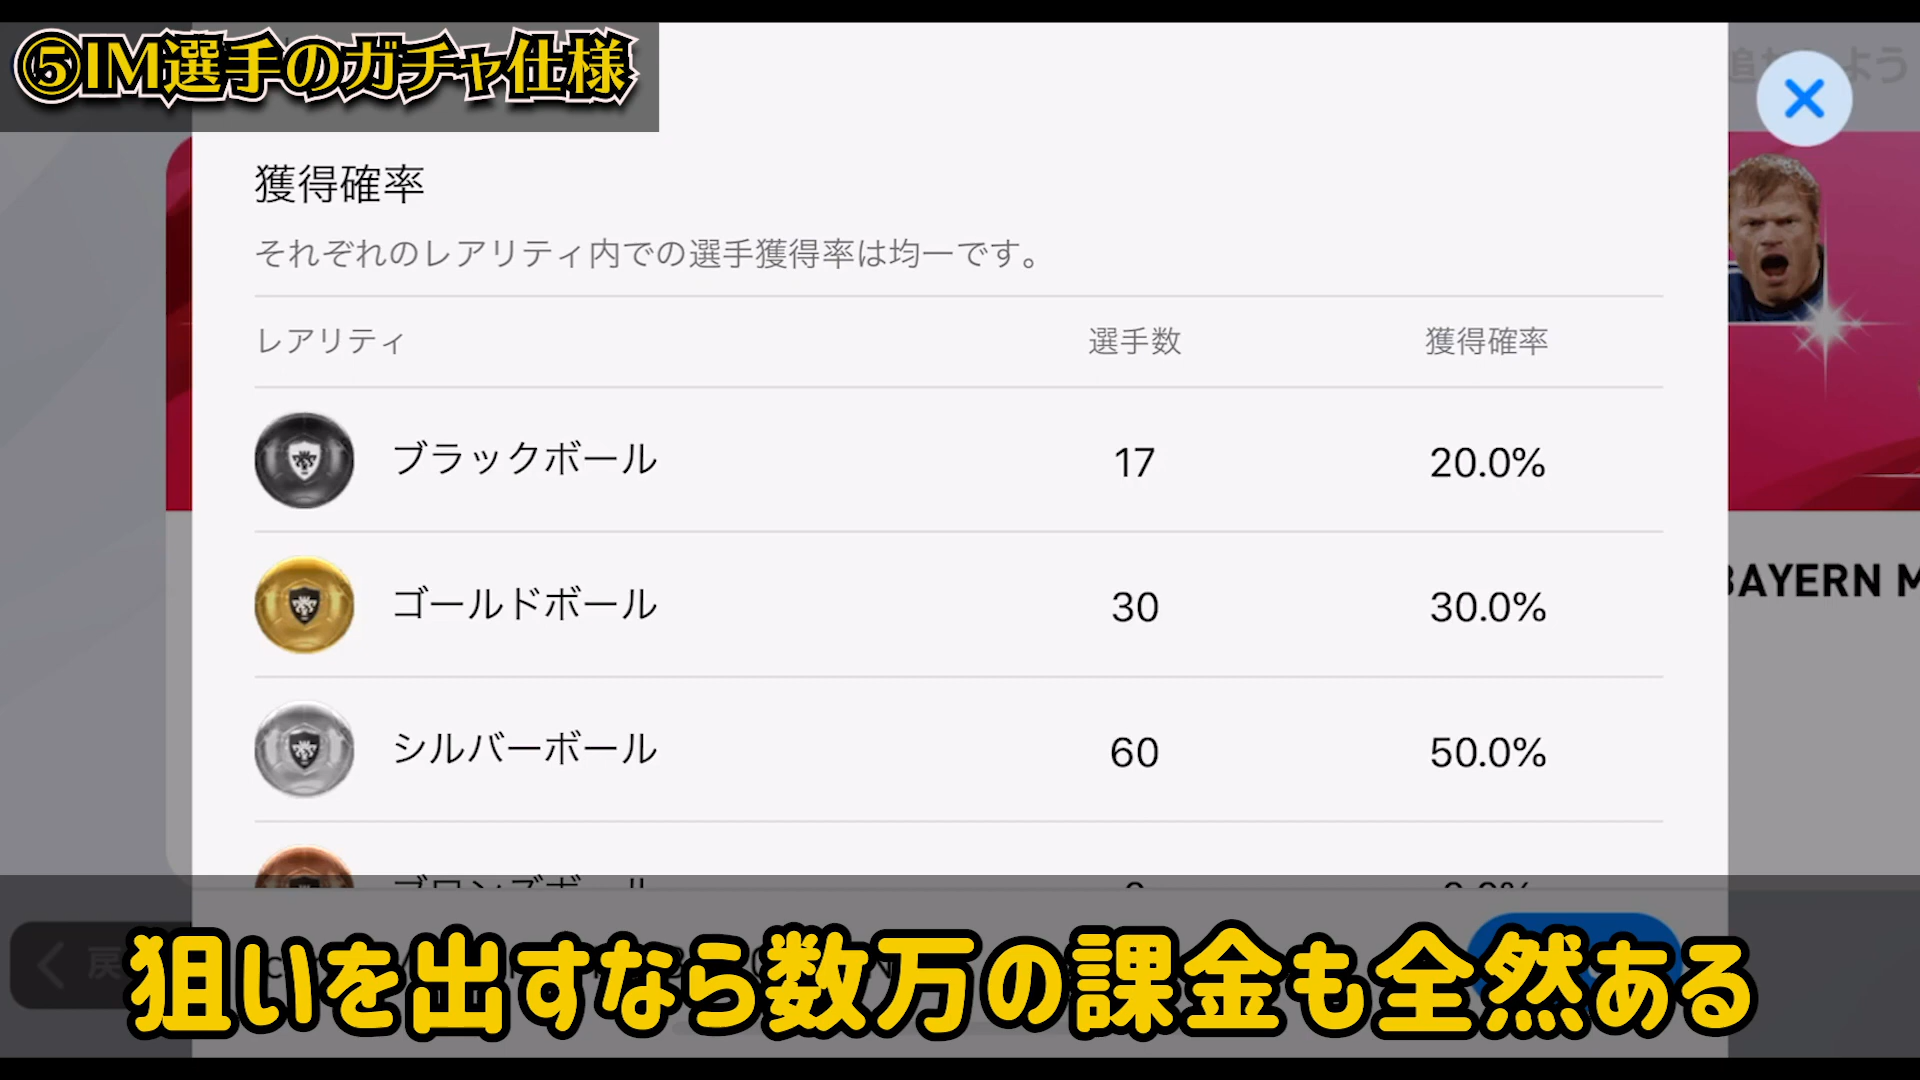 ⑤IM選手のガチャ仕様
獲得確率
それぞれのレアリティ内での選手獲得率は均一です。
レアリティ 選手数 獲得確率
ブラックボール 17 20.0%
ゴールドボール 30 30.0%
シルバーボール 60 50.0%
BAYERN M
狙いを出すなら数万の課金も全然ある